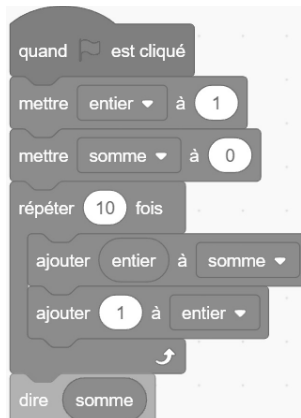 quand est cliqué
mettre entier à 1
mettre somme à 0
répéter 10 fois
ajouter entier à somme
ajouter 1 à entier
dire somme